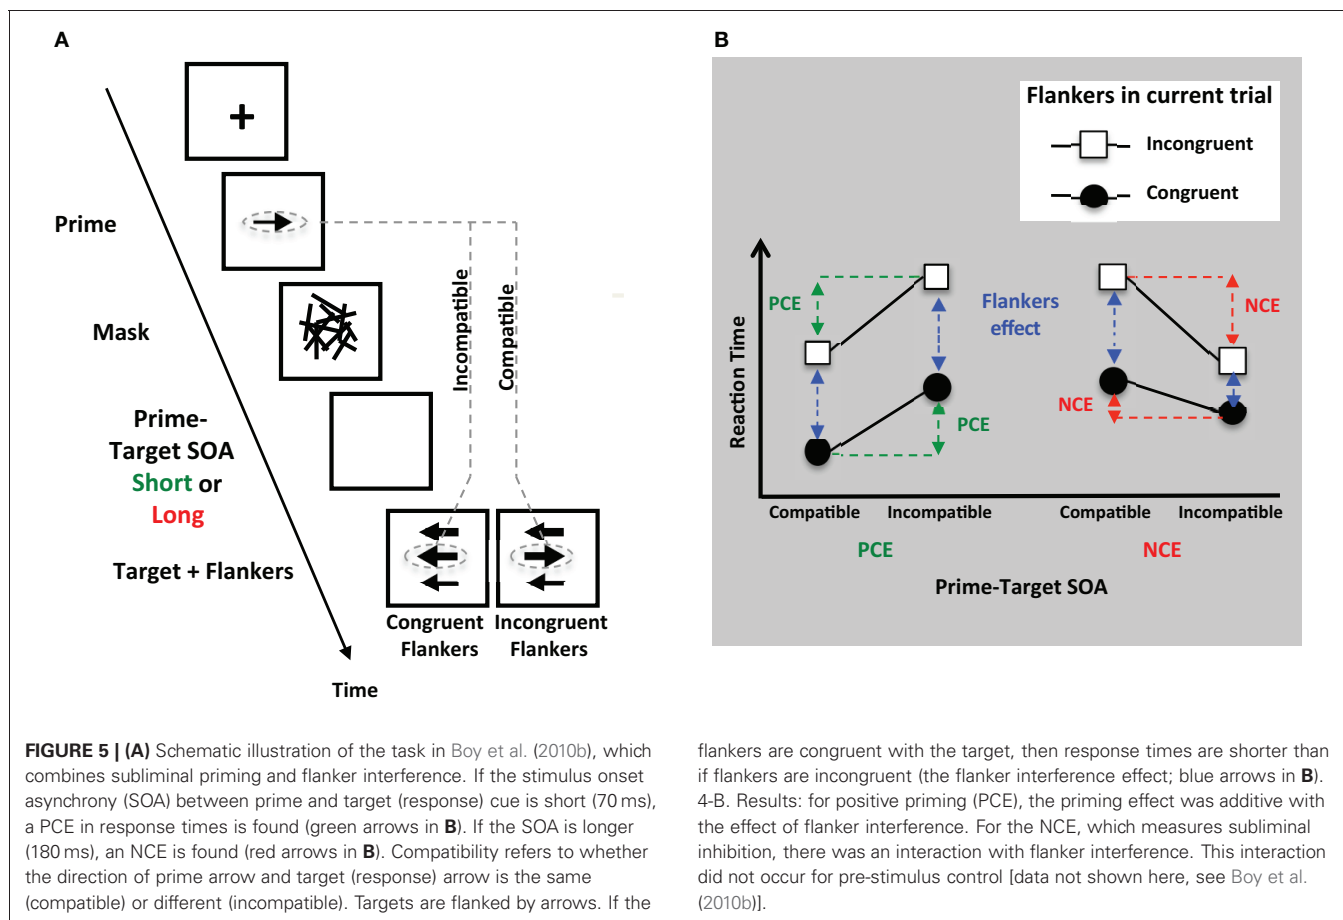 A
Prime
Mask
Prime-
Target SOA
Short or
Long
Target + Flankers
Incompatible
Compatible
Congruent
Flankers
Incongruent
Flankers
Time
B
Flankers in current trial
Incongruent
Congruent
Reaction Time
PCE
Flankers
effect
PCE
NCE
NCE
Compatible
Incompatible
Compatible
Incompatible
PCE
NCE
Prime-Target SOA
FIGURE 5 | (A) Schematic illustration of the task in Boy et al. (2010b), which
combines subliminal priming and flanker interference. If the stimulus onset
asynchrony (SOA) between prime and target (response) cue is short (70 ms),
a PCE in response times is found (green arrows in B). If the SOA is longer
(180 ms), an NCE is found (red arrows in B). Compatibility refers to whether
the direction of prime arrow and target (response) arrow is the same
(compatible) or different (incompatible). Targets are flanked by arrows. If the
flankers are congruent with the target, then response times are shorter than
if flankers are incongruent (the flanker interference effect; blue arrows in B).
4-B. Results: for positive priming (PCE), the priming effect was additive with
the effect of flanker interference. For the NCE, which measures subliminal
inhibition, there was an interaction with flanker interference. This interaction
did not occur for pre-stimulus control [data not shown here, see Boy et al.
(2010b)].